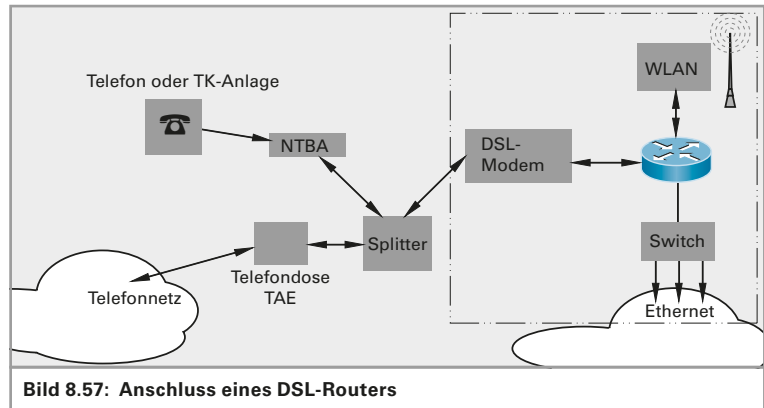 Telefon oder TK-Anlage
NTBA
WLAN
DSL-
Modem
Splitter
Switch
Telefonnetz
Telefondose
TAE
Ethernet
Bild 8.57: Anschluss eines DSL-Routers